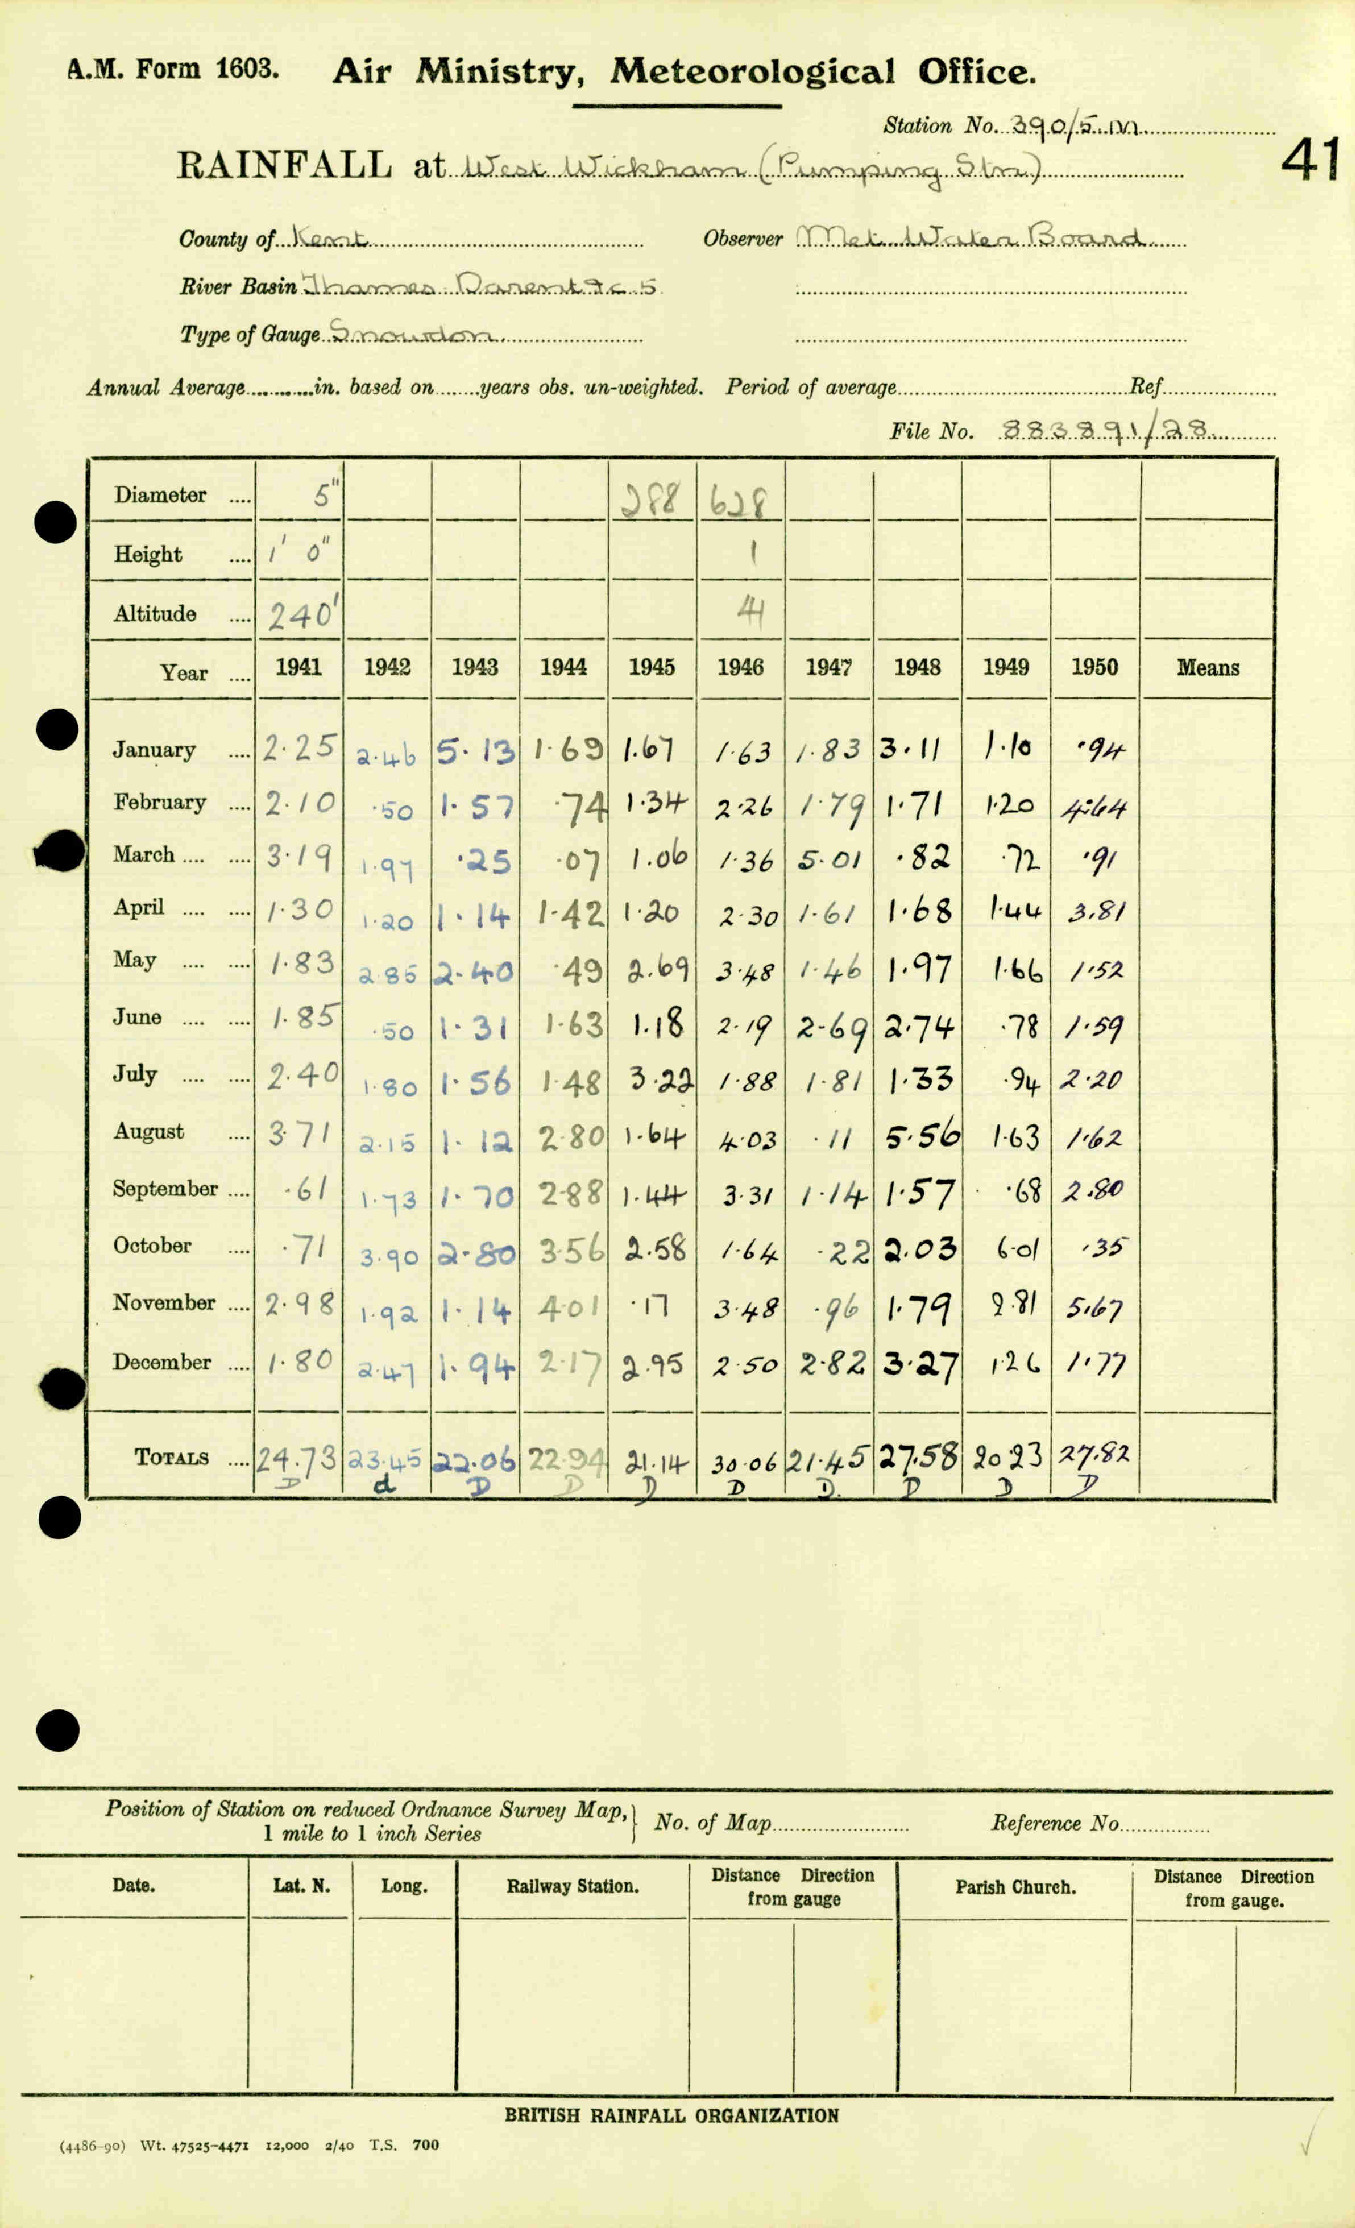 A.M. Form 1603. Air Ministry, Meteorological Office.
Station No. 390/5.M
41
RAINFALL at West Wickham (Pumping Stn)
County of Kent Observer Met. Water Board
River Basin Thames Darent &c 5
Type of Gauge Snowdon
Annual Average in. based on years obs. un-weighted. Period of average Ref.
File No. 883891/28
Diameter 5" 288 628
Height 1' 0" 1
Altitude 240' 41
Year 1941 1942 1943 1944 1945 1946 1947 1948 1949 1950 Means
January 2.25 2.46 5.13 1.69 1.67 1.63 1.83 3.11 1.10 .94
February 2.10 .50 1.57 .74 1.34 2.26 1.79 1.71 1.20 4.64
March 3.19 1.97 .25 .07 1.06 1.36 5.01 .82 .72 .91
April 1.30 1.20 1.14 1.42 1.20 2.30 1.61 1.68 1.44 3.81
May 1.83 2.85 2.40 .49 2.69 3.48 1.46 1.97 1.66 1.52
June 1.85 .50 1.31 1.63 1.18 2.19 2.69 2.74 .78 1.59
July 2.40 1.80 1.56 1.48 3.22 1.88 1.81 1.33 .94 2.20
August 3.71 2.15 1.12 2.80 1.64 4.03 .11 5.56 1.63 1.62
September .61 1.73 1.70 2.88 1.44 3.31 1.14 1.57 .68 2.80
October .71 3.90 2.80 3.56 2.58 1.64 .22 2.03 6.01 .35
November 2.98 1.92 1.14 4.01 .17 3.48 .96 1.79 2.81 5.67
December 1.80 2.47 1.94 2.17 2.95 2.50 2.82 3.27 1.26 1.77
TOTALS 24.73 23.45 22.06 22.94 21.14 30.06 21.45 27.58 20.23 27.82
D d D D D D D. D D D
Position of Station on reduced Ordnance Survey Map, } No. of Map Reference No.
1 mile to 1 inch Series
Date. Lat. N. Long. Railway Station. Distance Direction from gauge Parish Church. Distance Direction from gauge.
BRITISH RAINFALL ORGANIZATION
(4486-90) Wt. 47525-4471 12,000 2/40 T.S. 700